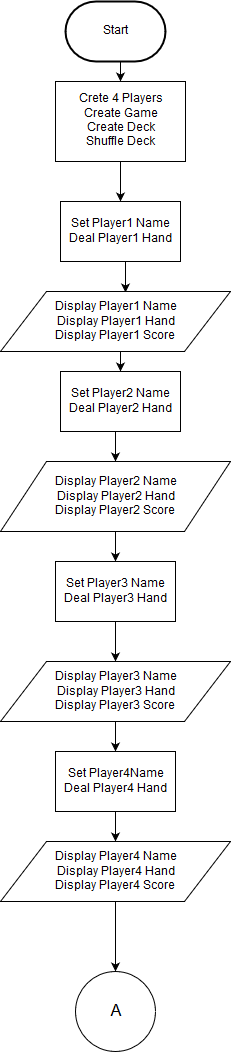 Start
Crete 4 Players
Create Game
Create Deck
Shuffle Deck
Set Player1 Name
Deal Player1 Hand
Display Player1 Name
Display Player1 Hand
Display Player1 Score
Set Player2 Name
Deal Player2 Hand
Display Player2 Name
Display Player2 Hand
Display Player2 Score
Set Player3 Name
Deal Player3 Hand
Display Player3 Name
Display Player3 Hand
Display Player3 Score
Set Player4Name
Deal Player4 Hand
Display Player4 Name
Display Player4 Hand
Display Player4 Score
A